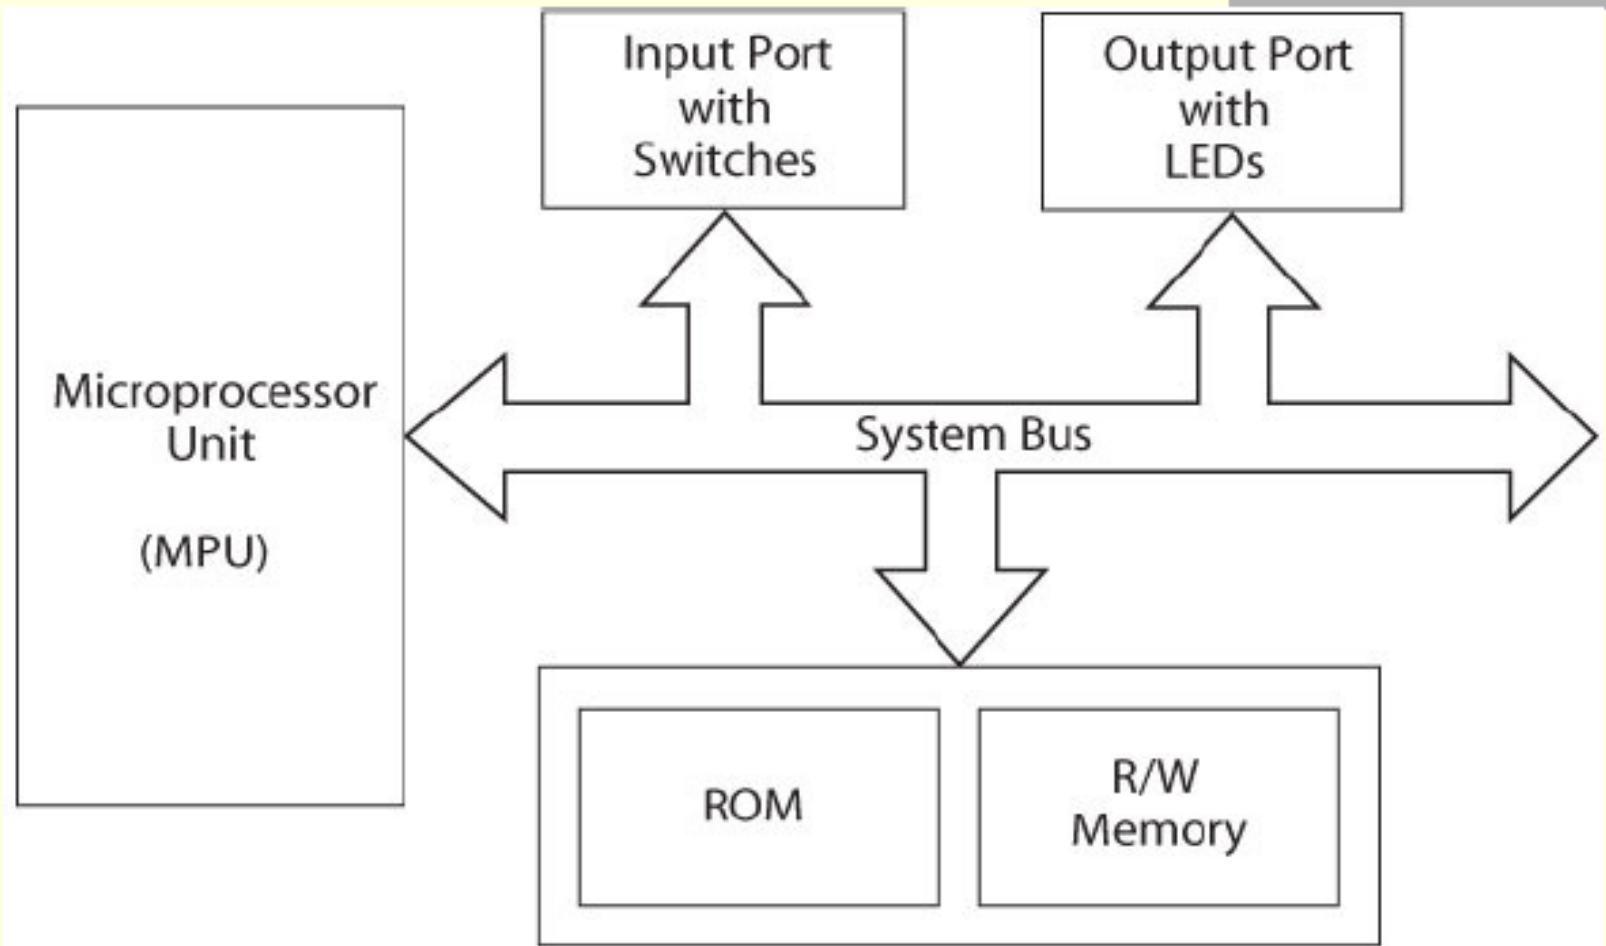 Input Port
with
Switches
Output Port
with
LEDs
Microprocessor
Unit
(MPU)
System Bus
ROM
R/W
Memory